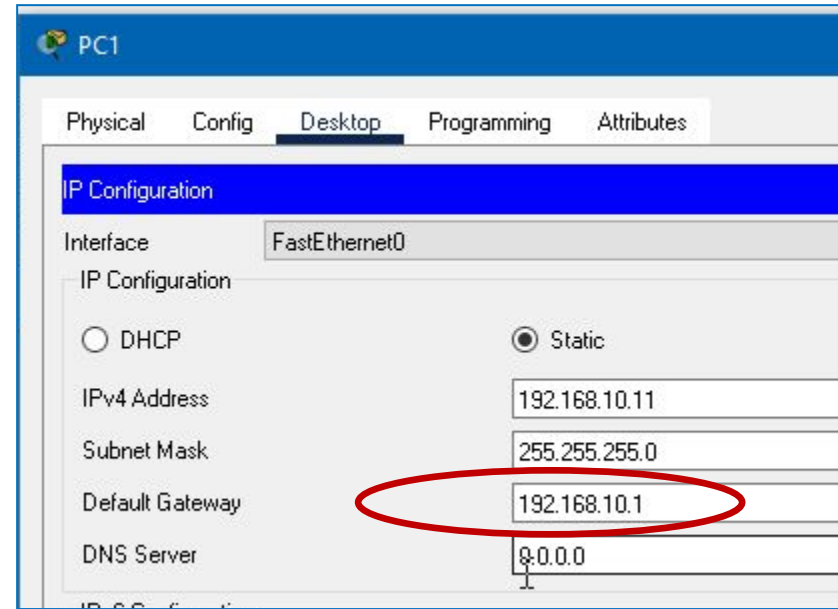 PC1
Physical Config Desktop Programming Attributes
IP Configuration
Interface FastEthernet0
IP Configuration
DHCP Static
IPv4 Address 192.168.10.11
Subnet Mask 255.255.255.0
Default Gateway 192.168.10.1
DNS Server 0.0.0.0